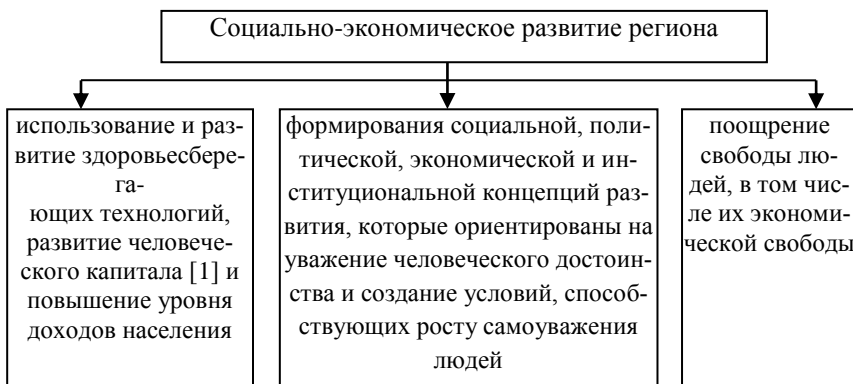 Социально-экономическое развитие региона
использование и раз-
витие здоровьесбере-
га-
ющих технологий,
развитие человече-
ского капитала [1] и
повышение уровня
доходов населения
формирования социальной, поли-
тической, экономической и ин-
ституциональной концепций раз-
вития, которые ориентированы на
уважение человеческого достоин-
ства и создание условий, способ-
ствующих росту самоуважения
людей
поощрение
свободы лю-
дей, в том чис-
ле их экономи-
ческой свободы